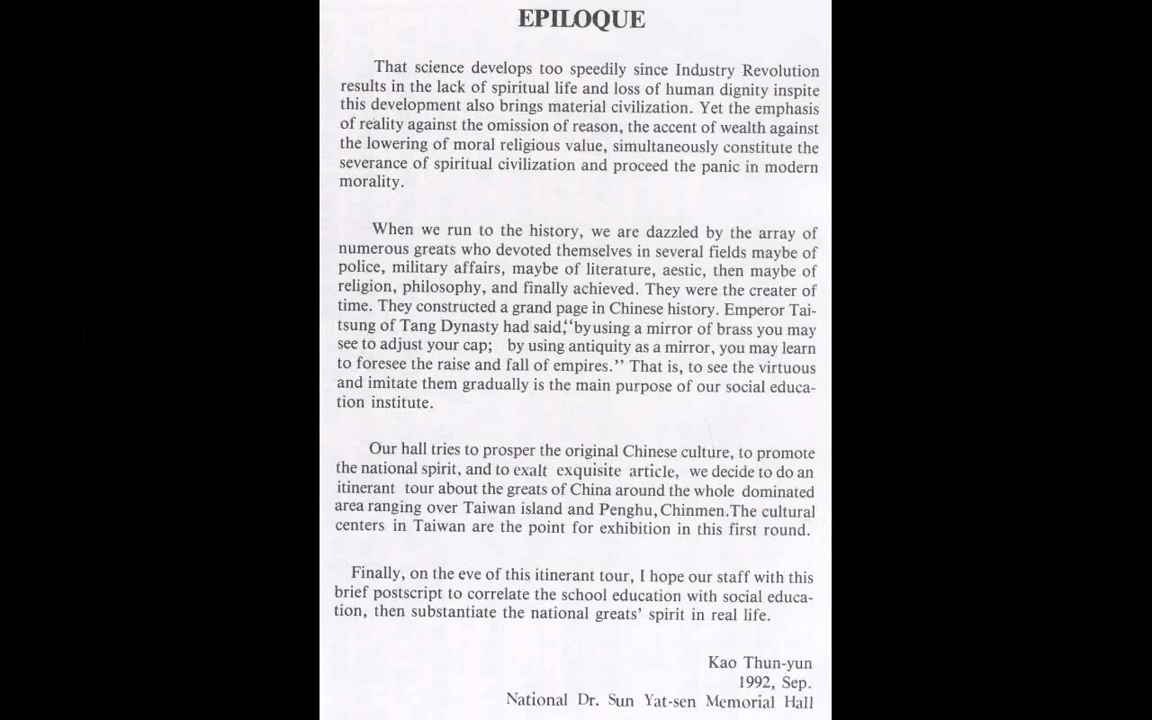 EPILOQUE
That science develops too speedily since Industry Revolution
results in the lack of spiritual life and loss of human dignity inspite
this development also brings material civilization. Yet the emphasis
of reality against the omission of reason, the accent of wealth against
the lowering of moral religious value, simultaneously constitute the
severance of spiritual civilization and proceed the panic in modern
morality.
When we run to the history, we are dazzled by the array of
numerous greats who devoted themselves in several fields maybe of
police, military affairs, maybe of literature, aestic, then maybe of
religion, philosophy, and finally achieved. They were the creater of
time. They constructed a grand page in Chinese history. Emperor Tai-
tsung of Tang Dynasty had said,“by using a mirror of brass you may
see to adjust your cap; by using antiquity as a mirror, you may learn
to foresee the raise and fall of empires.” That is, to see the virtuous
and imitate them gradually is the main purpose of our social educa-
tion institute.
Our hall tries to prosper the original Chinese culture, to promote
the national spirit, and to exalt exquisite article, we decide to do an
itinerant tour about the greats of China around the whole dominated
area ranging over Taiwan island and Penghu, Chinmen.The cultural
centers in Taiwan are the point for exhibition in this first round.
Finally, on the eve of this itinerant tour, I hope our staff with this
brief postscript to correlate the school education with social educa-
tion, then substantiate the national greats’ spirit in real life.
Kao Thun-yun
1992, Sep.
National Dr. Sun Yat-sen Memorial Hall